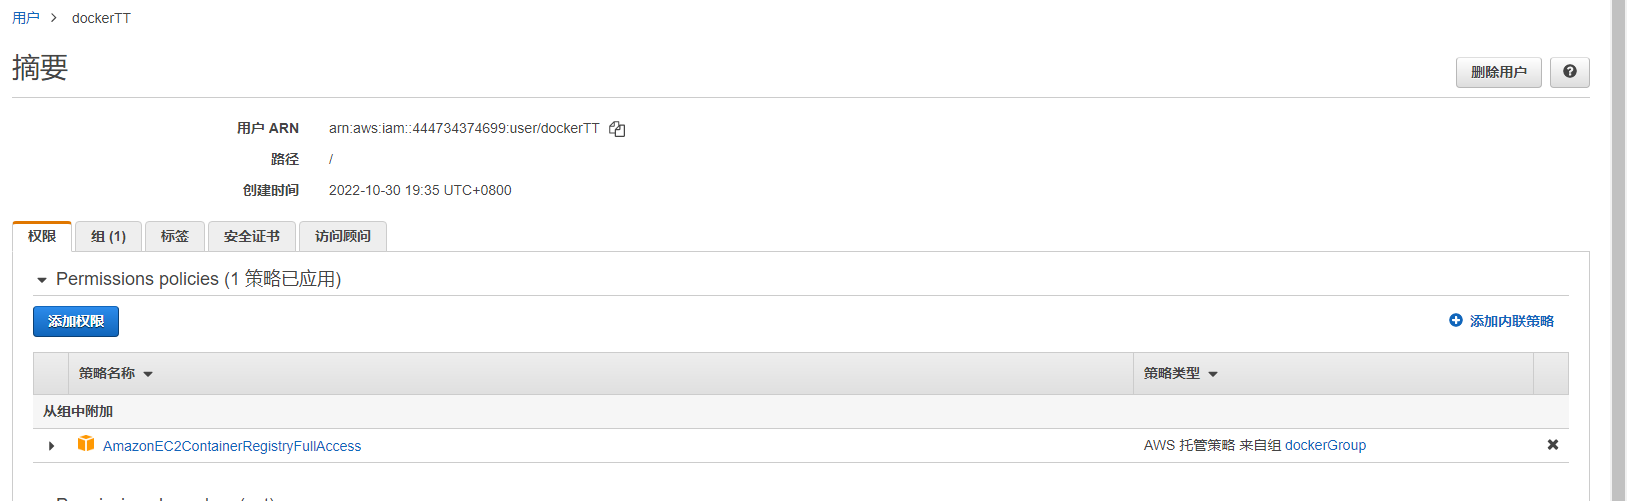 用户 > dockerTT
摘要
删除用户 ?
用户 ARN arn:aws:iam::444734374699:user/dockerTT
路径 /
创建时间 2022-10-30 19:35 UTC+0800
权限 组 (1) 标签 安全证书 访问顾问
Permissions policies (1 策略已应用)
添加权限 添加内联策略
策略名称 策略类型
从组中附加
AmazonEC2ContainerRegistryFullAccess AWS 托管策略 来自组 dockerGroup